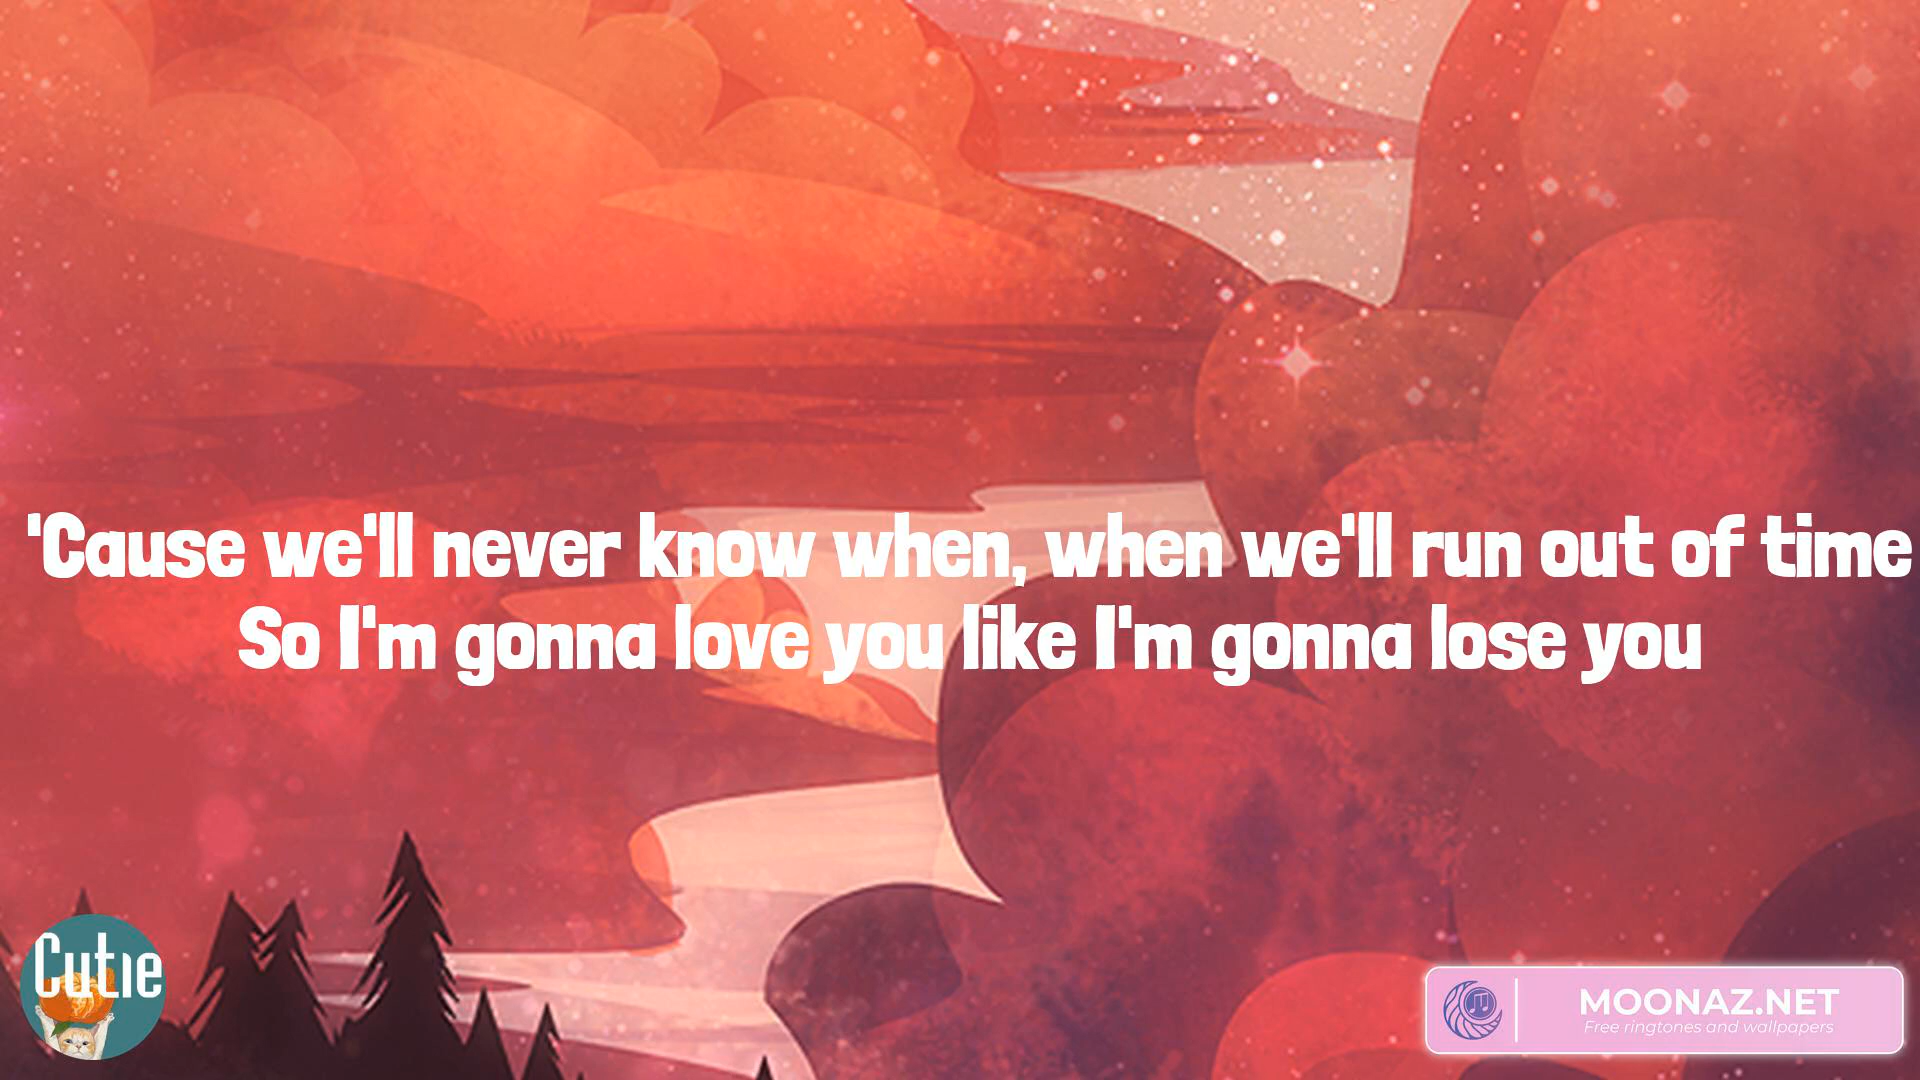 'Cause we'll never know when, when we'll run out of time
So I'm gonna love you like I'm gonna lose you
Cutie
MOONAZ.NET
Free ringtones and wallpapers